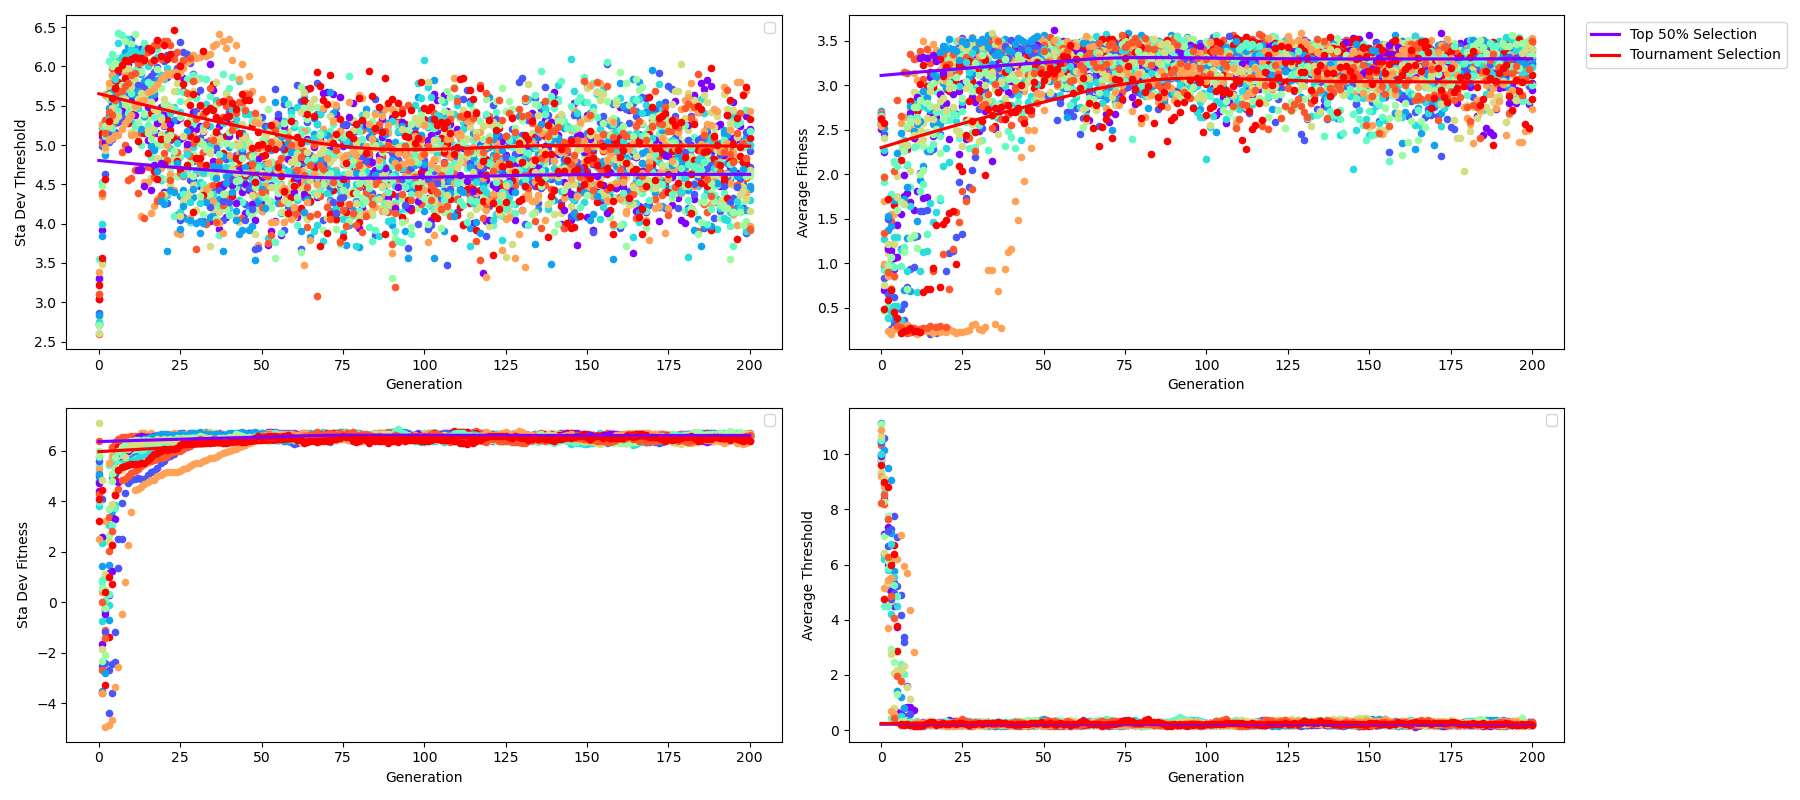 6.5
6.0
5.5
5.0
4.5
4.0
3.5
3.0
2.5
Sta Dev Threshold
0 25 50 75 100 125 150 175 200
Generation
3.5
3.0
2.5
2.0
1.5
1.0
0.5
Average Fitness
0 25 50 75 100 125 150 175 200
Generation
Top 50% Selection
Tournament Selection
6
4
2
0
−2
−4
Sta Dev Fitness
0 25 50 75 100 125 150 175 200
Generation
10
8
6
4
2
0
Average Threshold
0 25 50 75 100 125 150 175 200
Generation